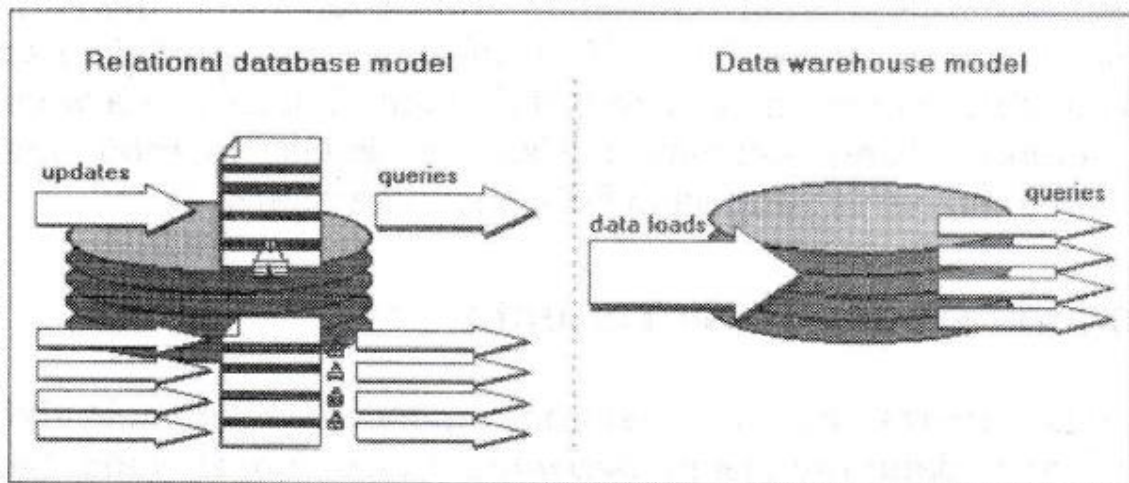 Relational database model
Data warehouse model
updates
queries
data loads
queries